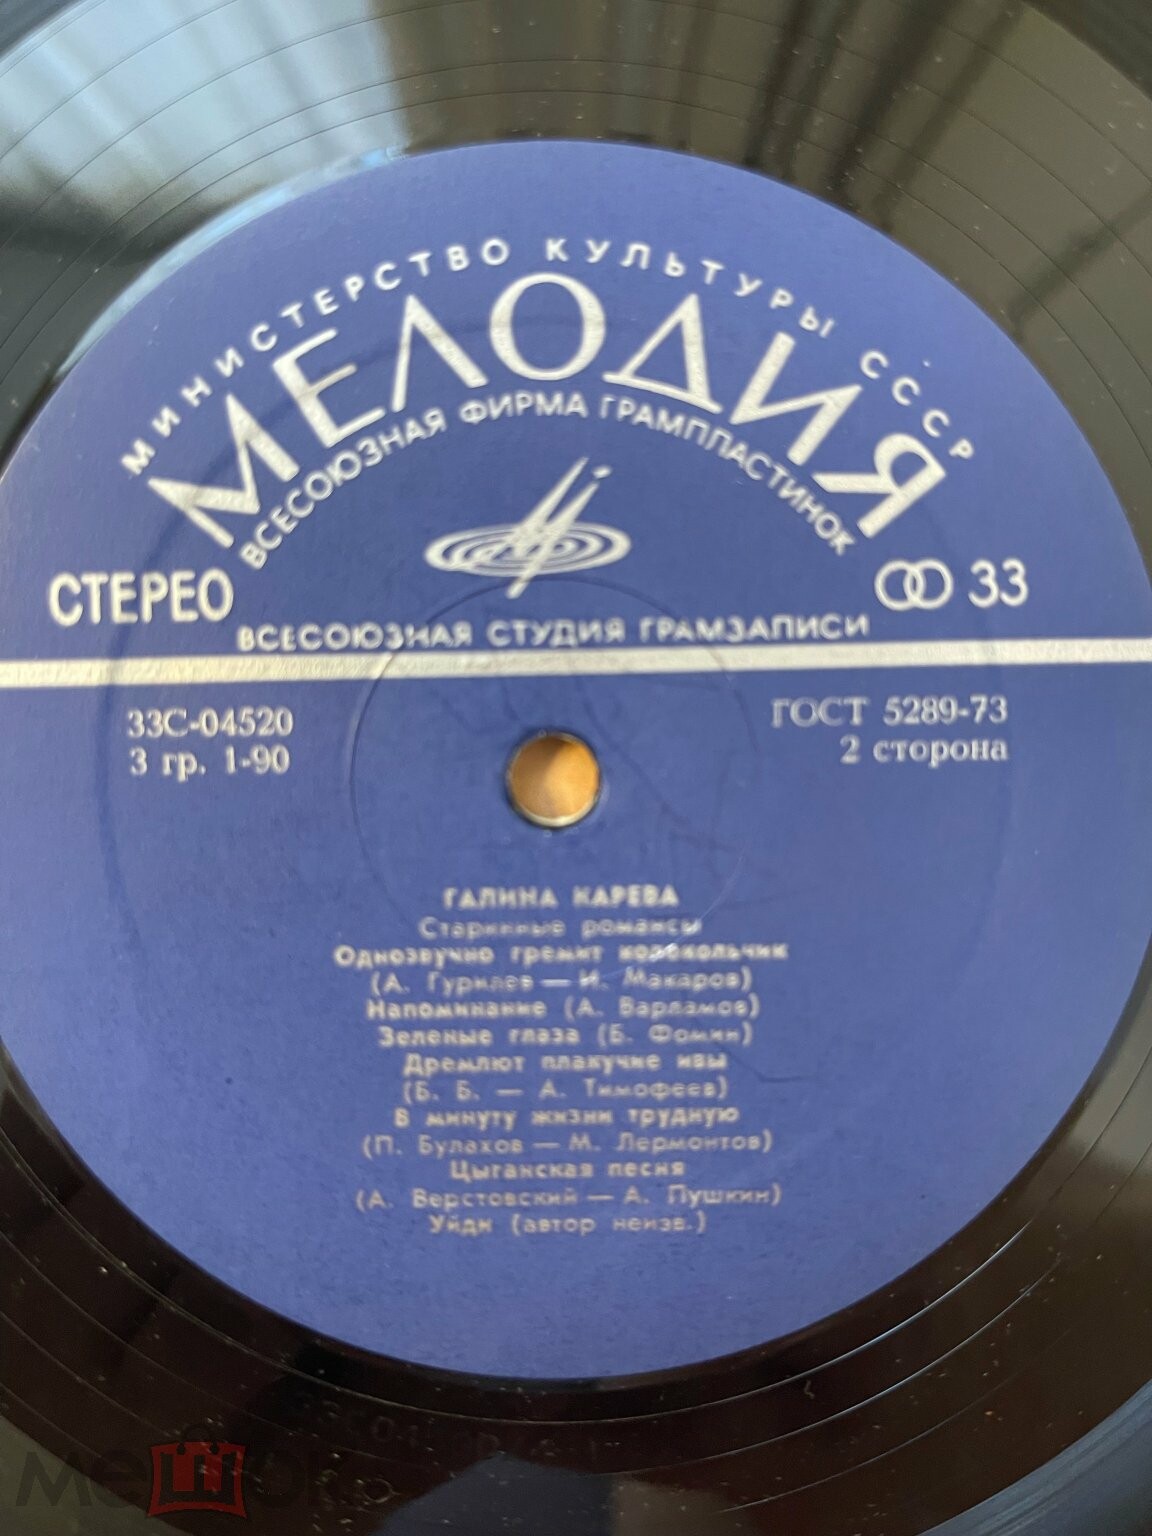 МИНИСТЕРСТВО КУЛЬТУРЫ СССР
МЕЛОДИЯ
ВСЕСОЮЗНАЯ ФИРМА ГРАМПЛАСТИНОК
СТЕРЕО
33
ВСЕСОЮЗНАЯ СТУДИЯ ГРАМЗАПИСИ
33С-04520
ГОСТ 5289-73
3 гр. 1-90
2 сторона
ГАЛИНА КАРЕВА
Старинные романсы
Однозвучно гремит колокольчик
(А. Гурилев — И. Макаров)
Напоминание (А. Варламов)
Зеленые глаза (Б. Фомин)
Дремлют плакучие ивы
(Б. Б. — А. Тимофеев)
В минуту жизни трудную
(П. Булахов — М. Лермонтов)
Цыганская песня
(А. Верстовский — А. Пушкин)
Уйди (автор неизв.)
мешок